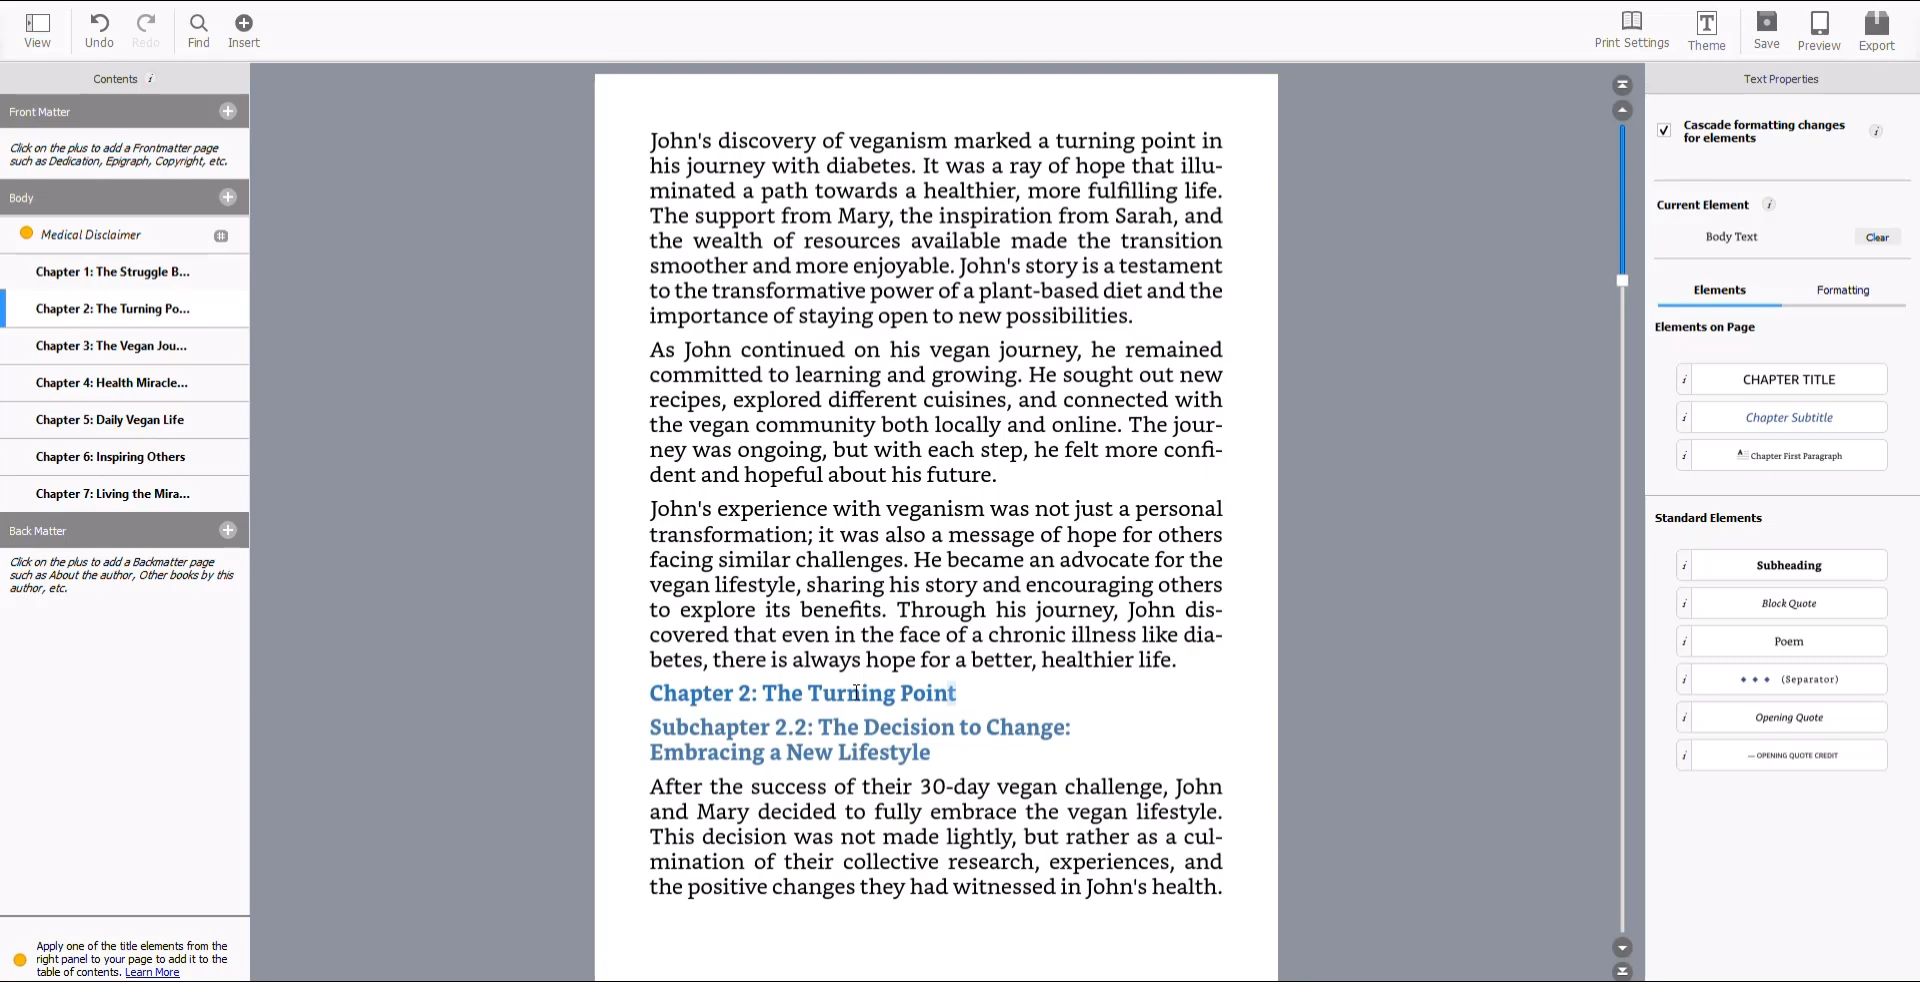 View
Undo
Redo
Find
Insert
Print Settings
Theme
Save
Preview
Export
Contents i
Front Matter
Click on the plus to add a Frontmatter page
such as Dedication, Epigraph, Copyright, etc.
Body
Medical Disclaimer
Chapter 1: The Struggle B...
Chapter 2: The Turning Po...
Chapter 3: The Vegan Jou...
Chapter 4: Health Miracle...
Chapter 5: Daily Vegan Life
Chapter 6: Inspiring Others
Chapter 7: Living the Mira...
Back Matter
Click on the plus to add a Backmatter page
such as About the author, Other books by this
author, etc.
Apply one of the title elements from the
right panel to your page to add it to the
table of contents. Learn More
John's discovery of veganism marked a turning point in
his journey with diabetes. It was a ray of hope that illu-
minated a path towards a healthier, more fulfilling life.
The support from Mary, the inspiration from Sarah, and
the wealth of resources available made the transition
smoother and more enjoyable. John's story is a testament
to the transformative power of a plant-based diet and the
importance of staying open to new possibilities.
As John continued on his vegan journey, he remained
committed to learning and growing. He sought out new
recipes, explored different cuisines, and connected with
the vegan community both locally and online. The jour-
ney was ongoing, but with each step, he felt more confi-
dent and hopeful about his future.
John's experience with veganism was not just a personal
transformation; it was also a message of hope for others
facing similar challenges. He became an advocate for the
vegan lifestyle, sharing his story and encouraging others
to explore its benefits. Through his journey, John dis-
covered that even in the face of a chronic illness like dia-
betes, there is always hope for a better, healthier life.
Chapter 2: The Turning Point
Subchapter 2.2: The Decision to Change:
Embracing a New Lifestyle
After the success of their 30-day vegan challenge, John
and Mary decided to fully embrace the vegan lifestyle.
This decision was not made lightly, but rather as a cul-
mination of their collective research, experiences, and
the positive changes they had witnessed in John's health.
Text Properties
Cascade formatting changes i
for elements
Current Element i
Body Text Clear
Elements Formatting
Elements on Page
i CHAPTER TITLE
i Chapter Subtitle
i A Chapter First Paragraph
Standard Elements
i Subheading
i Block Quote
i Poem
i (Separator)
i Opening Quote
i — OPENING QUOTE CREDIT